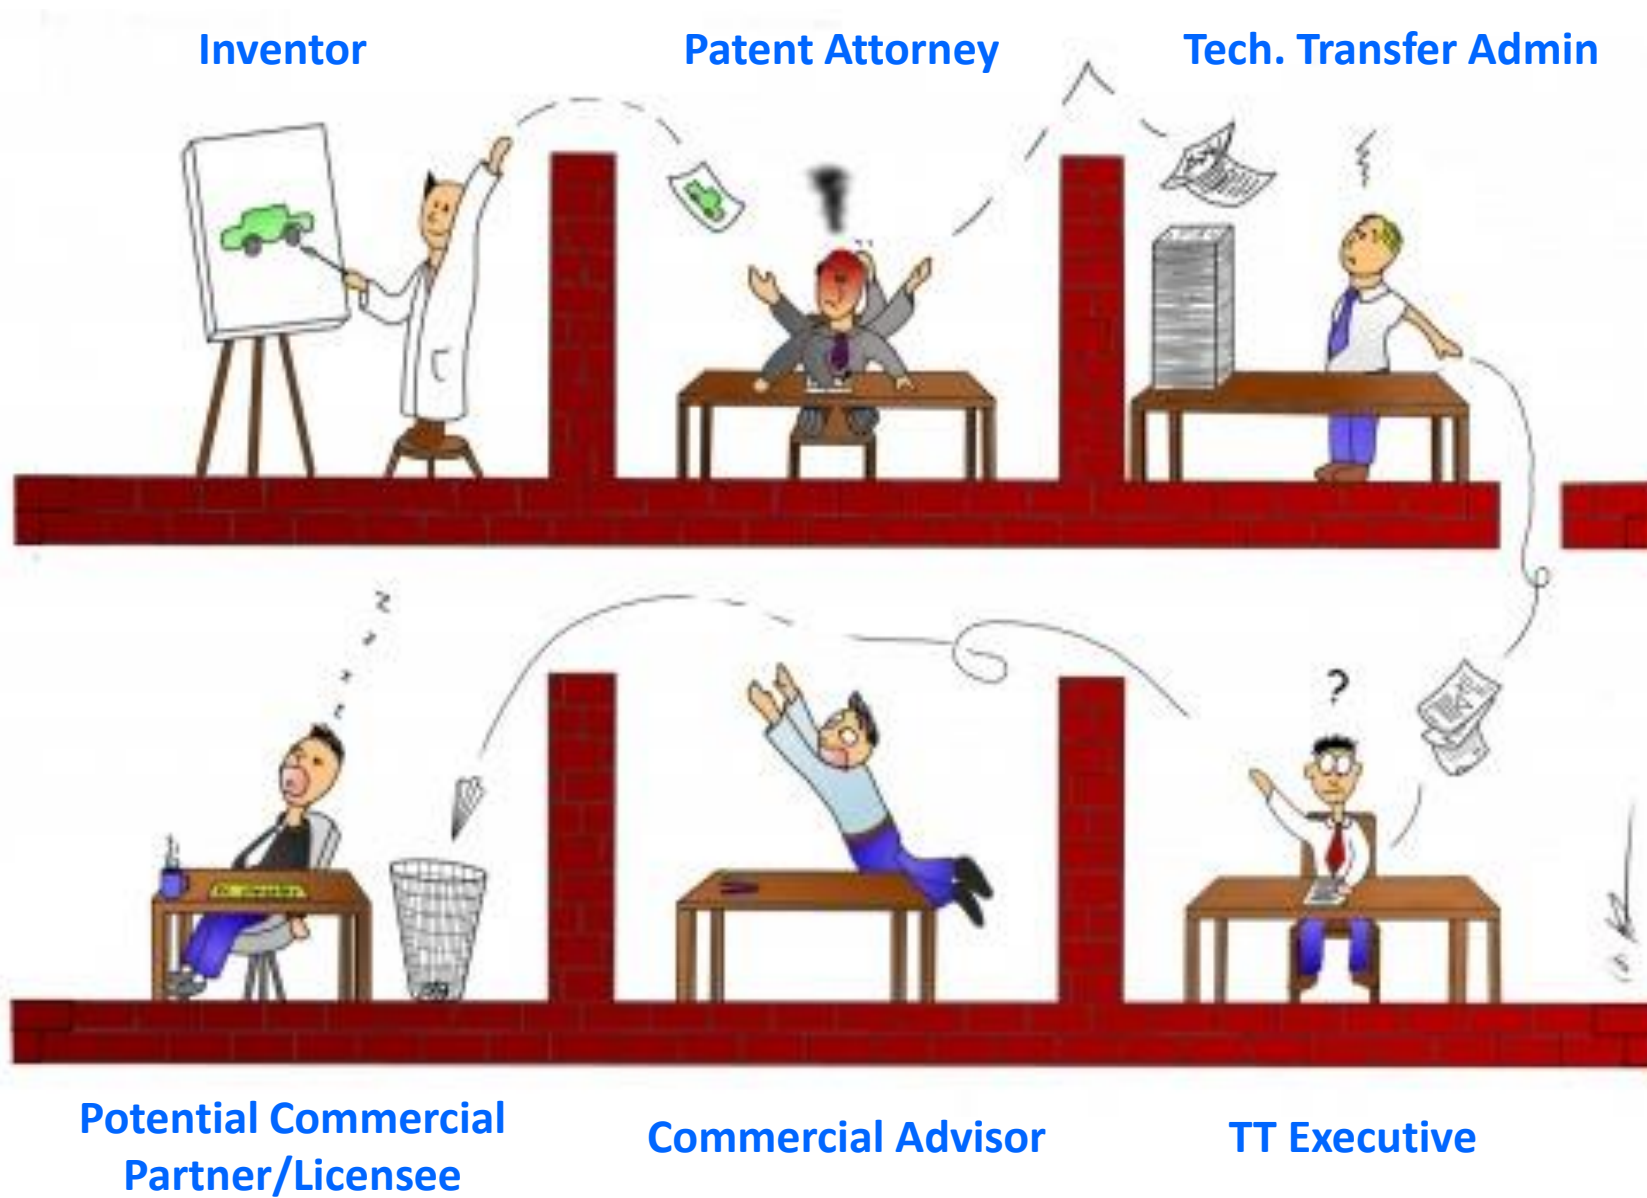 Inventor
Patent Attorney
Tech. Transfer Admin
z
z
z
z
?
Potential Commercial
Partner/Licensee
Commercial Advisor
TT Executive